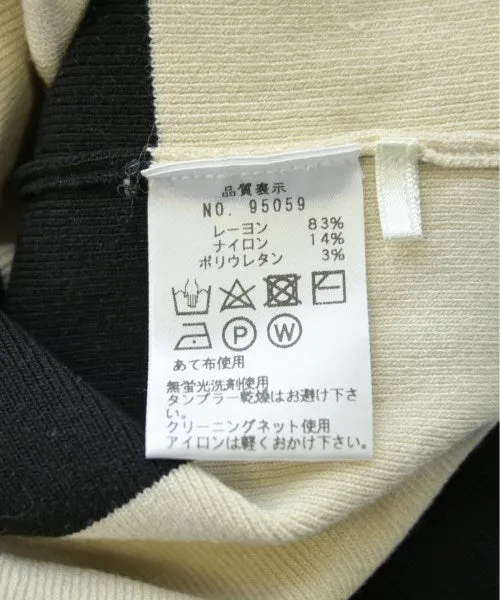 品質表示
NO. 95059
レーヨン 83%
ナイロン 14%
ポリウレタン 3%
P W
あて布使用
無蛍光洗剤使用
タンブラー乾燥はお避け下さ
い。
クリーニングネット使用
アイロンは軽くおかけ下さい。